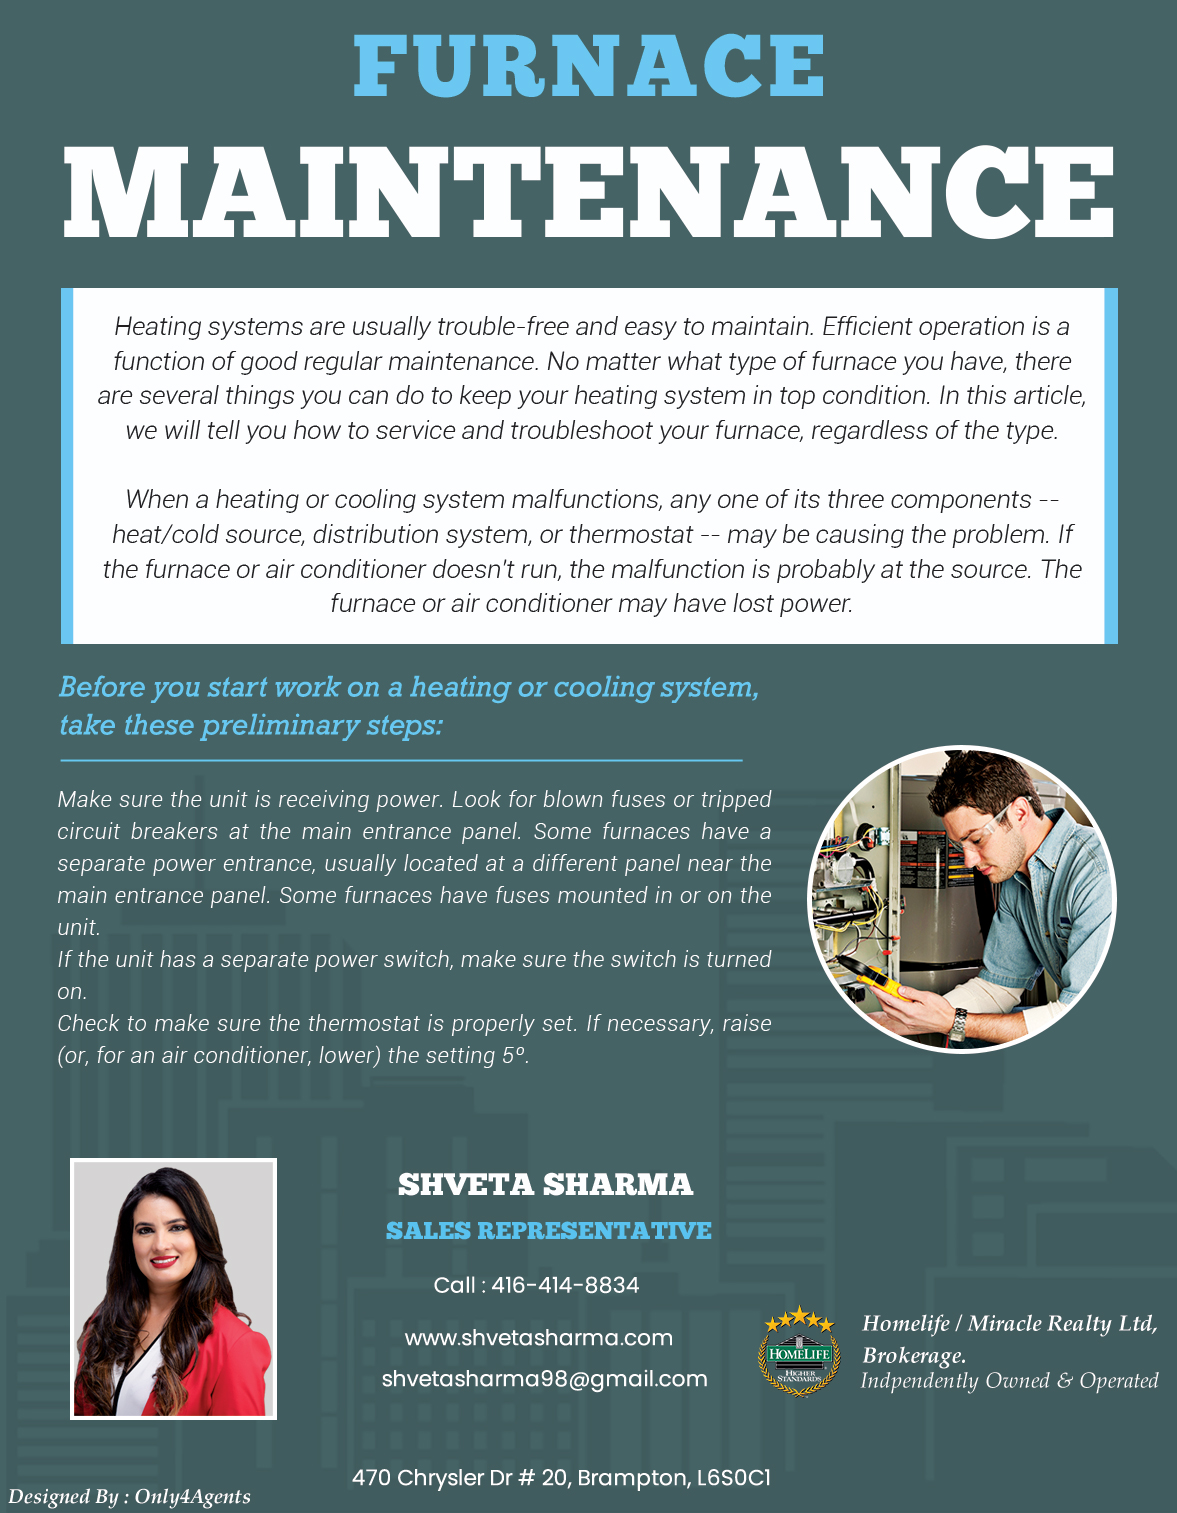 FURNACE
MAINTENANCE
Heating systems are usually trouble-free and easy to maintain. Efficient operation is a
function of good regular maintenance. No matter what type of furnace you have, there
are several things you can do to keep your heating system in top condition. In this article,
we will tell you how to service and troubleshoot your furnace, regardless of the type.
When a heating or cooling system malfunctions, any one of its three components --
heat/cold source, distribution system, or thermostat -- may be causing the problem. If
the furnace or air conditioner doesn't run, the malfunction is probably at the source. The
furnace or air conditioner may have lost power.
Before you start work on a heating or cooling system,
take these preliminary steps:
Make sure the unit is receiving power. Look for blown fuses or tripped
circuit breakers at the main entrance panel. Some furnaces have a
separate power entrance, usually located at a different panel near the
main entrance panel. Some furnaces have fuses mounted in or on the
unit.
If the unit has a separate power switch, make sure the switch is turned
on.
Check to make sure the thermostat is properly set. If necessary, raise
(or, for an air conditioner, lower) the setting 5º.
SHVETA SHARMA
SALES REPRESENTATIVE
Call : 416-414-8834
www.shvetasharma.com
shvetasharma98@gmail.com
HOMELIFE
HIGHER
STANDARDS
Homelife / Miracle Realty Ltd,
Brokerage.
Indpendently Owned & Operated
470 Chrysler Dr # 20, Brampton, L6S0C1
Designed By : Only4Agents